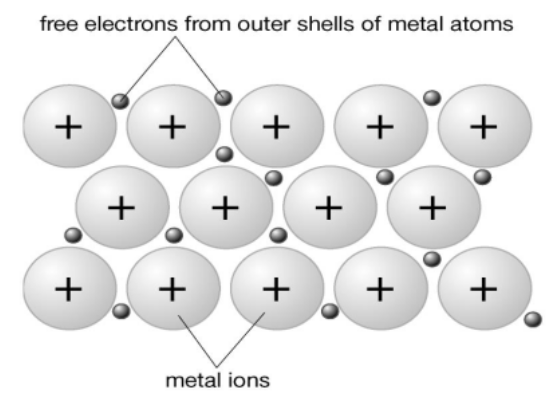 free electrons from outer shells of metal atoms
+ + + + +
+ + + +
+ + + + +
metal ions